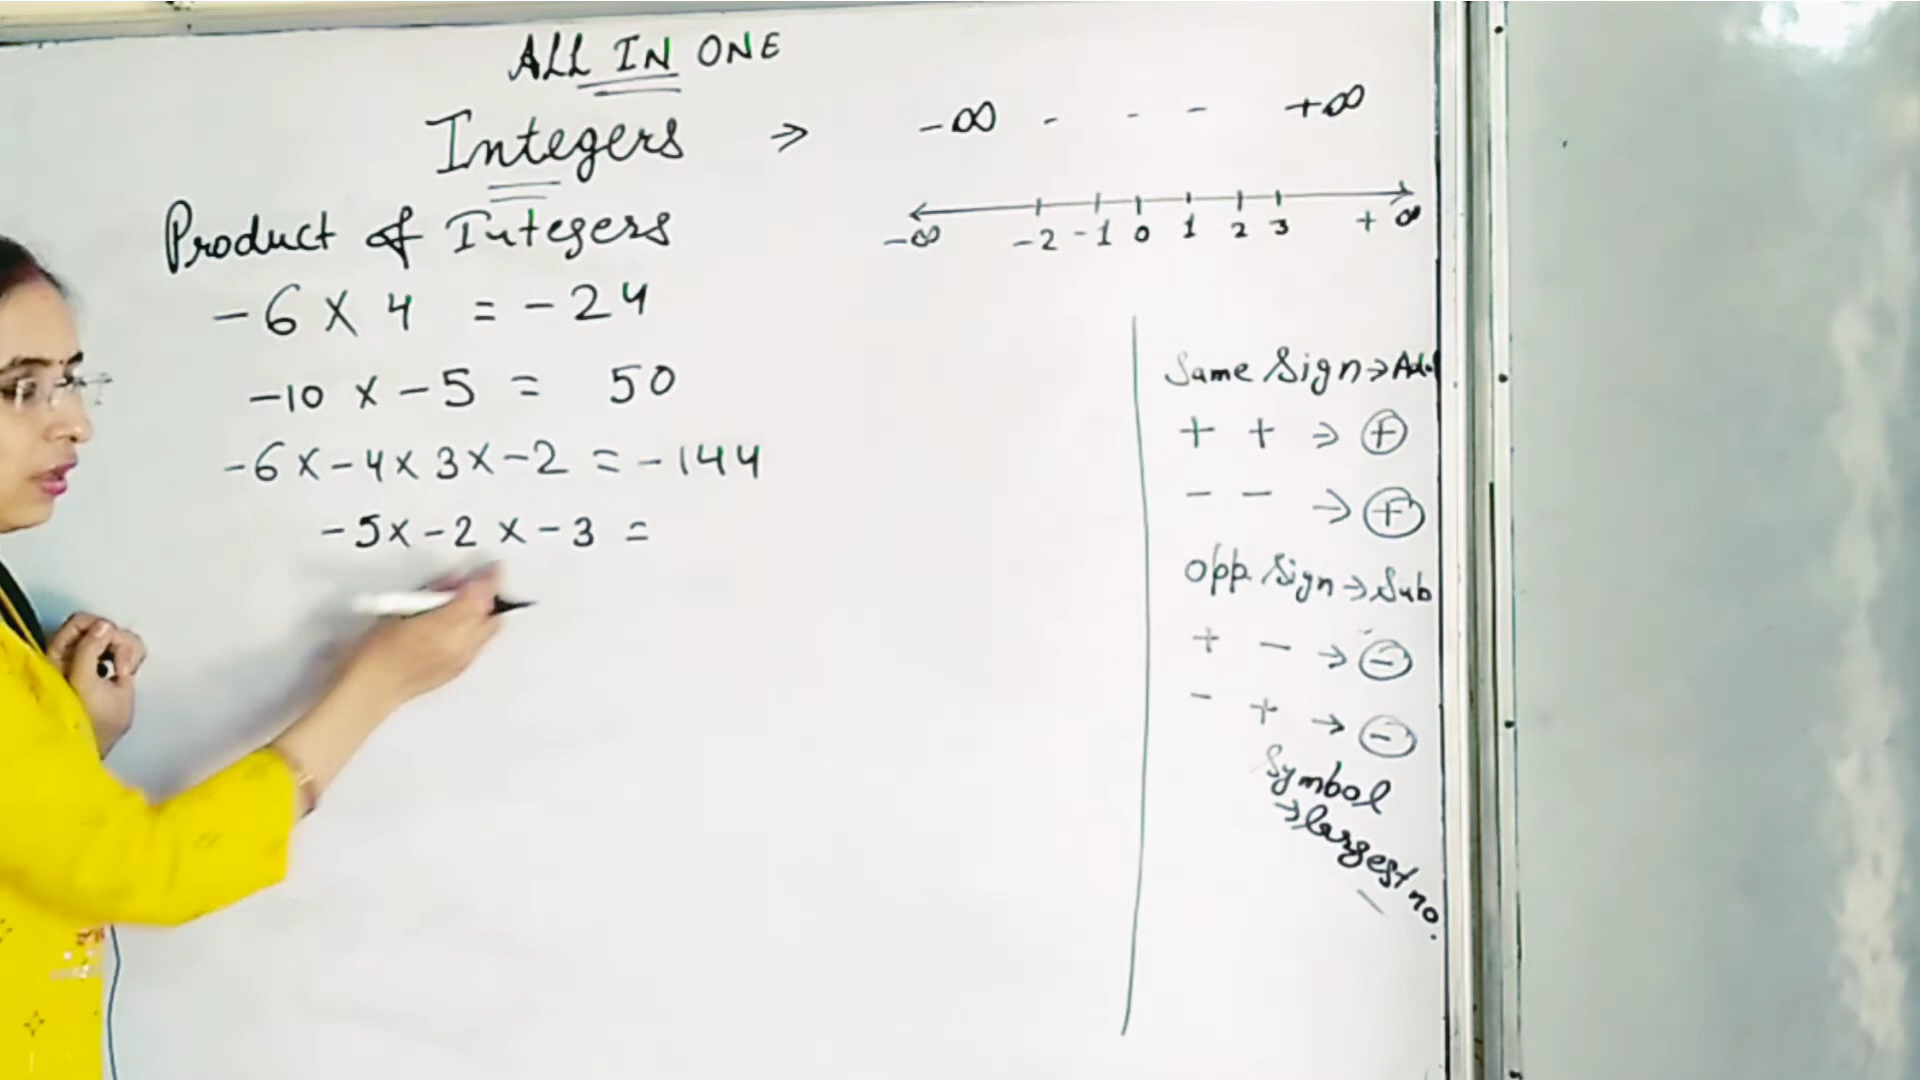 ALL IN ONE
Integers ⇒ -∞ - - - +∞
-∞ -2 -1 0 1 2 3 +∞
Product of Integers
-6 × 4 = -24
-10 × -5 = 50
-6 × -4 × 3 × -2 = -144
-5 × -2 × -3 =
Same Sign → Add
+ + ⇒ +
- - ⇒ +
Opp. Sign → Sub
+ - → -
- + → -
Symbol
→ largest no.